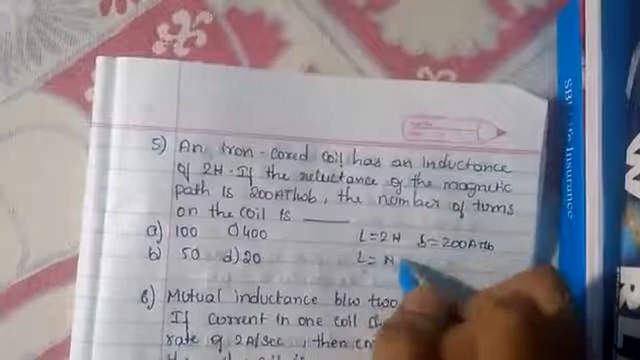 5) An iron-cored coil has an inductance
of 2H. If the reluctance of the magnetic
path is 200AT/wb, the number of turns
on the coil is ____
a) 100 c) 400
b) 50 d) 20
L=2H S=200AT/wb
L= N
6) Mutual inductance b/w two
If current in one coil
rate of 2A/sec, then
Insurance